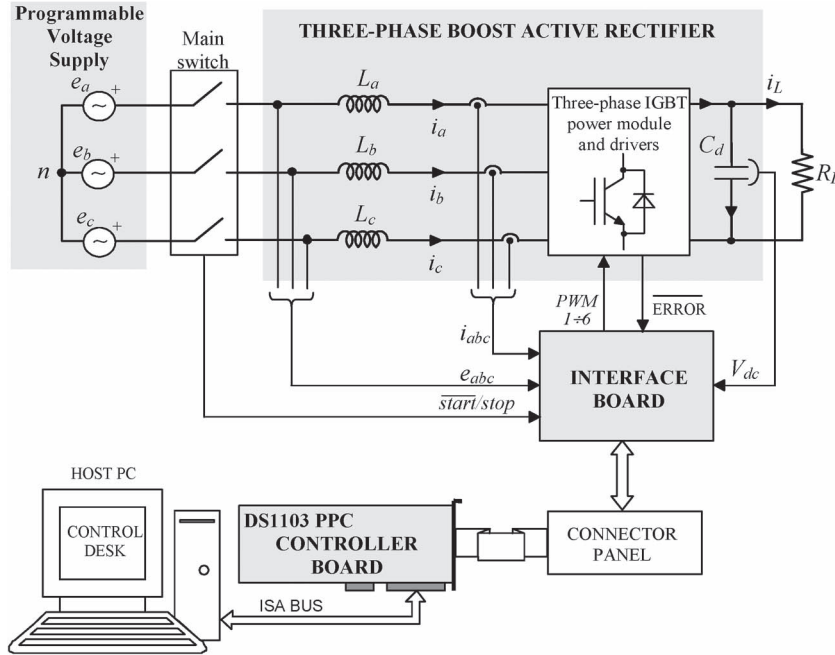 Programmable
Voltage
Supply
Main
switch
THREE-PHASE BOOST ACTIVE RECTIFIER
e_a
+
~
L_a
i_a
Three-phase IGBT
power module
and drivers
i_L
C_d
e_b
+
~
n
L_b
i_b
e_c
+
~
L_c
i_c
PWM
1÷6
ERROR
i_abc
e_abc
start/stop
INTERFACE
BOARD
V_dc
HOST PC
CONTROL
DESK
DS1103 PPC
CONTROLLER
BOARD
CONNECTOR
PANEL
ISA BUS